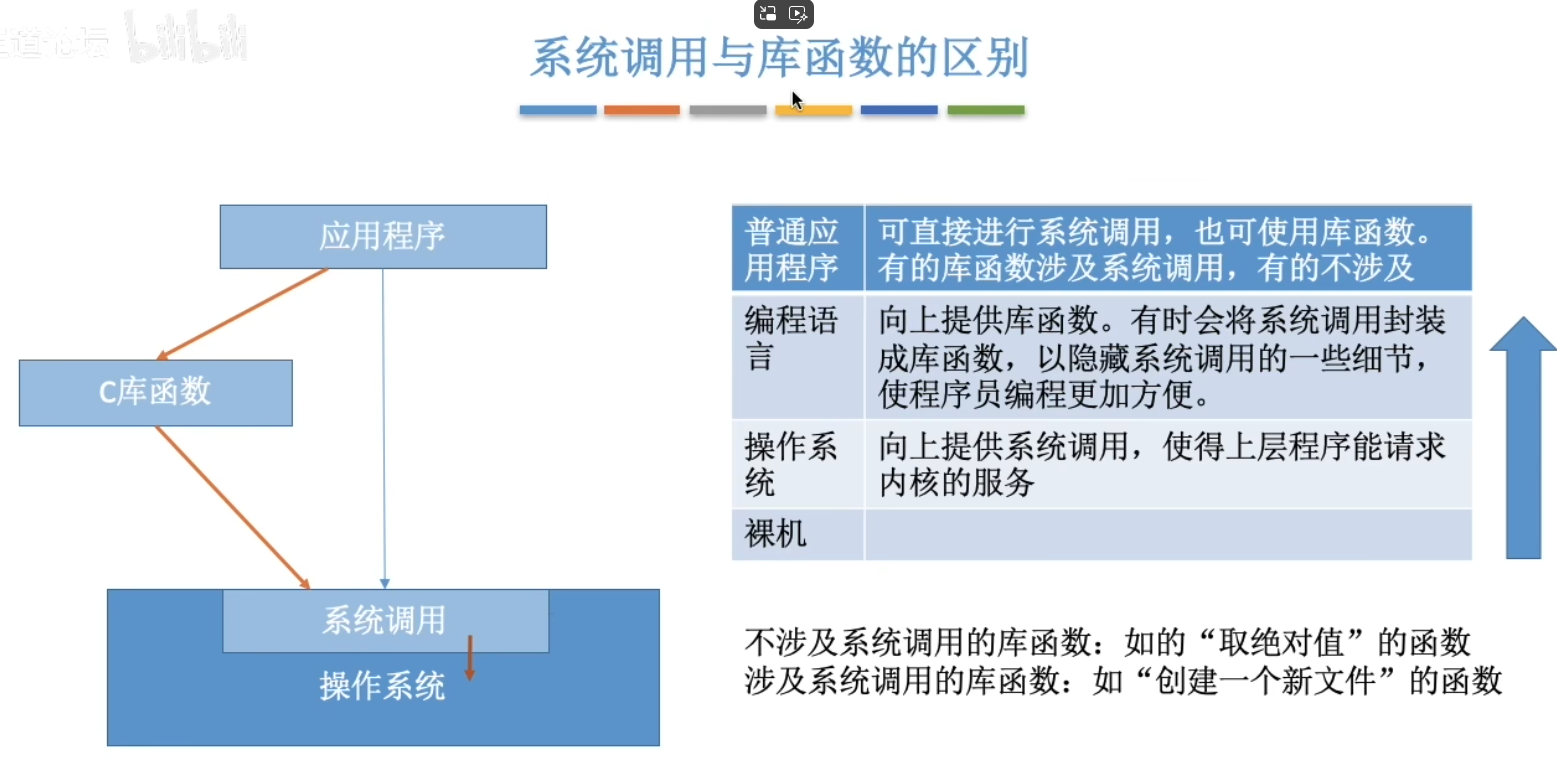 道论坛 bilibili
系统调用与库函数的区别
应用程序
C库函数
系统调用
操作系统
普通应
用程序
可直接进行系统调用，也可使用库函数。
有的库函数涉及系统调用，有的不涉及
编程语
言
向上提供库函数。有时会将系统调用封装
成库函数，以隐藏系统调用的一些细节，
使程序员编程更加方便。
操作系
统
向上提供系统调用，使得上层程序能请求
内核的服务
裸机
不涉及系统调用的库函数：如的“取绝对值”的函数
涉及系统调用的库函数：如“创建一个新文件”的函数